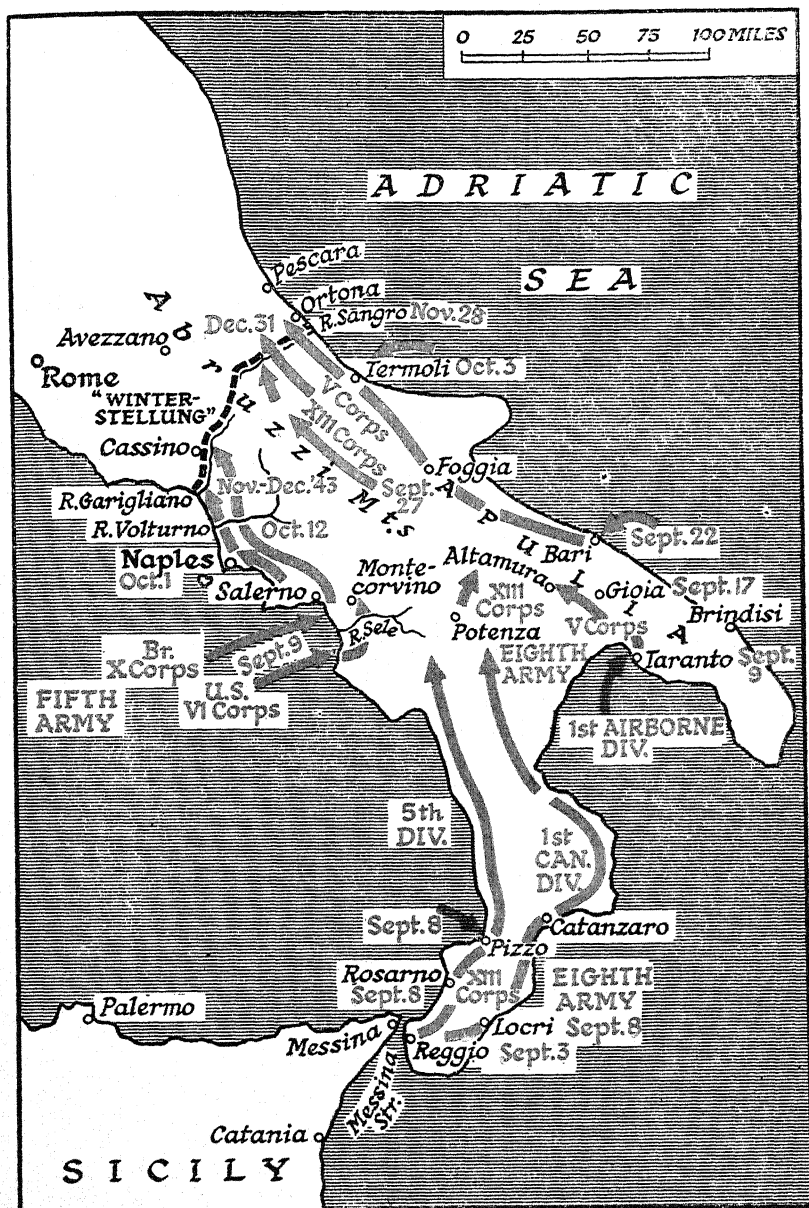 0 25 50 75 100 MILES
ADRIATIC
SEA
Pescara
Ortona
R. Sangro Nov. 28
Dec. 31
Abruzzi Mts.
Avezzano
Rome
"WINTER-
STELLUNG"
Termoli Oct. 3
V Corps
XIII Corps
Cassino
Foggia
Sept.
27
APULIA
R. Garigliano
Nov.-Dec. '43
R. Volturno
Oct. 12
Naples
Oct. 1
Salerno
Monte-
corvino
Altamura
Bari
Sept. 22
Gioia Sept. 17
Brindisi
XIII
Corps
Potenza
V Corps
EIGHTH
ARMY
Taranto Sept.
9
R. Sele
Br.
X Corps
Sept. 9
U.S.
VI Corps
FIFTH
ARMY
1st AIRBORNE
DIV.
5th
DIV.
1st
CAN.
DIV.
Sept. 8
Pizzo
Catanzaro
Rosarno
Sept. 8
XIII
Corps
EIGHTH
ARMY
Locri Sept. 8
Palermo
Messina
Reggio Sept. 3
Messina
Str.
Catania
SICILY